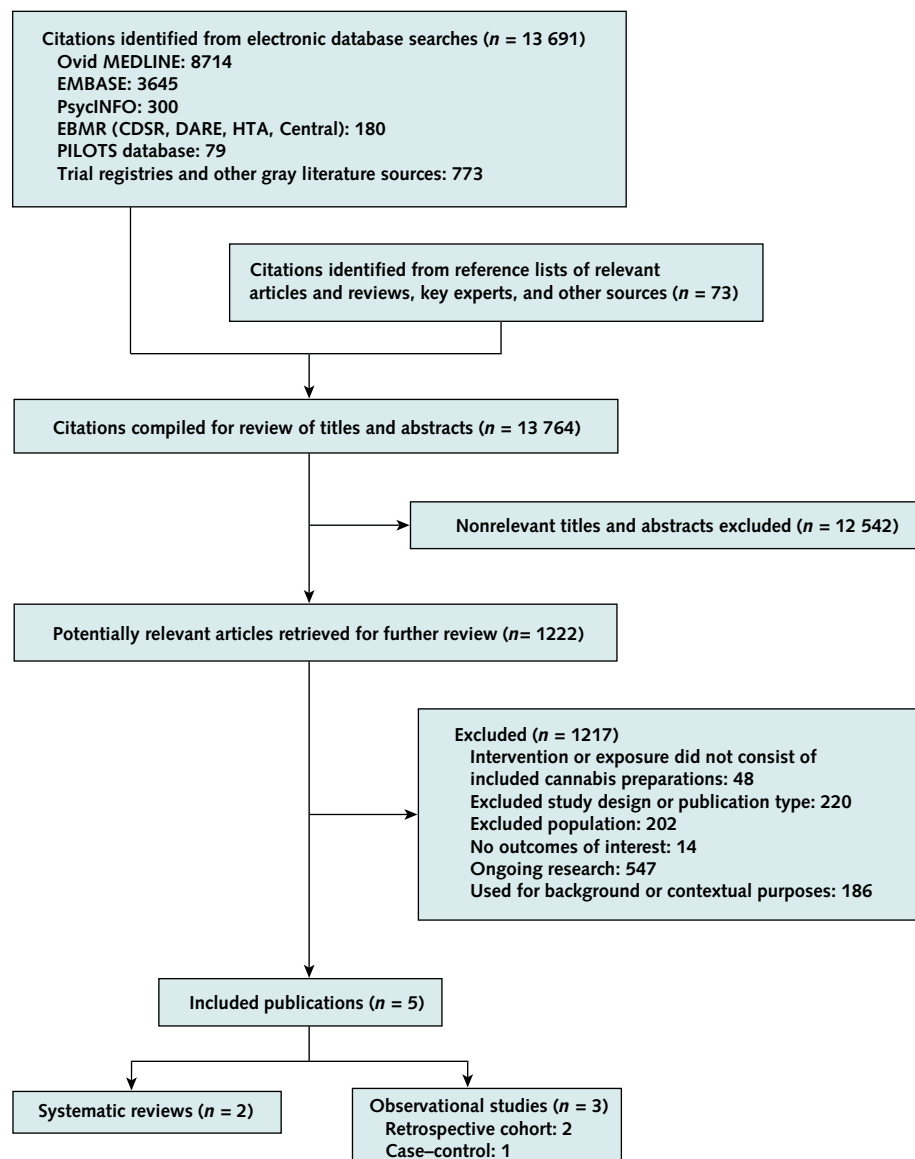 Citations identified from electronic database searches (n = 13 691)
Ovid MEDLINE: 8714
EMBASE: 3645
PsycINFO: 300
EBMR (CDSR, DARE, HTA, Central): 180
PILOTS database: 79
Trial registries and other gray literature sources: 773
Citations identified from reference lists of relevant
articles and reviews, key experts, and other sources (n = 73)
Citations compiled for review of titles and abstracts (n = 13 764)
Nonrelevant titles and abstracts excluded (n = 12 542)
Potentially relevant articles retrieved for further review (n= 1222)
Excluded (n = 1217)
Intervention or exposure did not consist of
included cannabis preparations: 48
Excluded study design or publication type: 220
Excluded population: 202
No outcomes of interest: 14
Ongoing research: 547
Used for background or contextual purposes: 186
Included publications (n = 5)
Systematic reviews (n = 2)
Observational studies (n = 3)
Retrospective cohort: 2
Case–control: 1